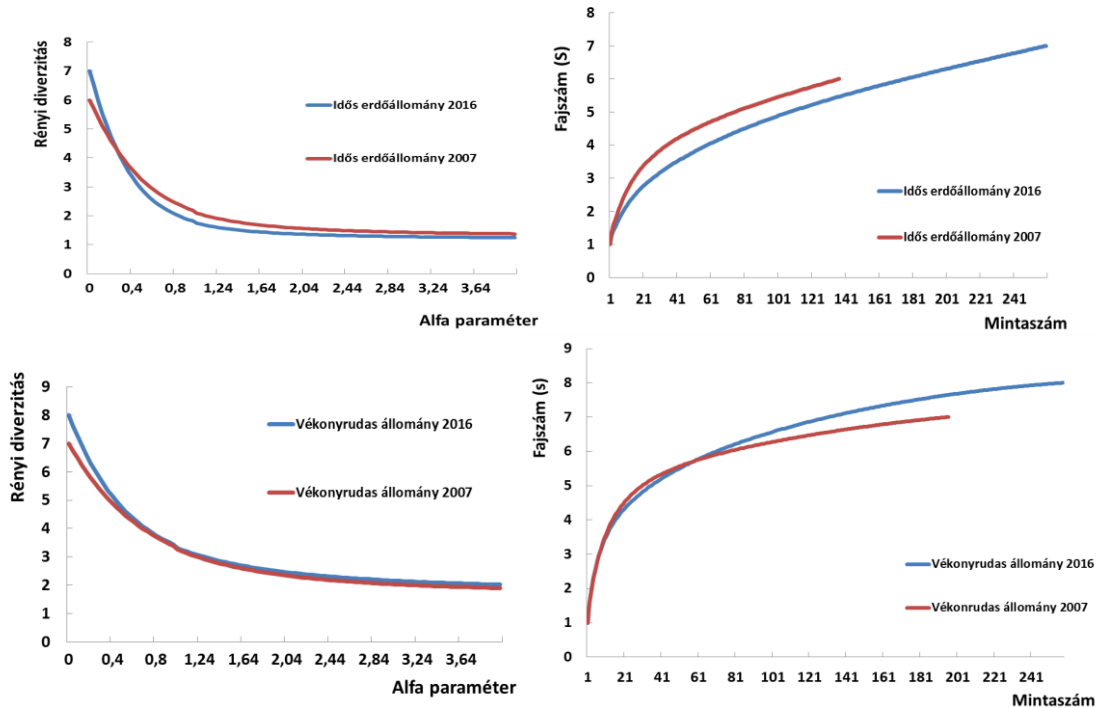 Rényi diverzitás
8
7
6
5
4
3
2
1
0
0 0,4 0,8 1,24 1,64 2,04 2,44 2,84 3,24 3,64
Alfa paraméter
Idős erdőállomány 2016
Idős erdőállomány 2007
Fajszám (S)
8
7
6
5
4
3
2
1
0
1 21 41 61 81 101 121 141 161 181 201 221 241
Mintaszám
Idős erdőállomány 2016
Idős erdőállomány 2007
Rényi diverzitás
9
8
7
6
5
4
3
2
1
0
0 0,4 0,8 1,24 1,64 2,04 2,44 2,84 3,24 3,64
Alfa paraméter
Vékonyrudas állomány 2016
Vékonyrudas állomány 2007
Fajszám (s)
9
8
7
6
5
4
3
2
1
0
1 21 41 61 81 101 121 141 161 181 201 221 241
Mintaszám
Vékonyrudas állomány 2016
Vékonrudas állomány 2007